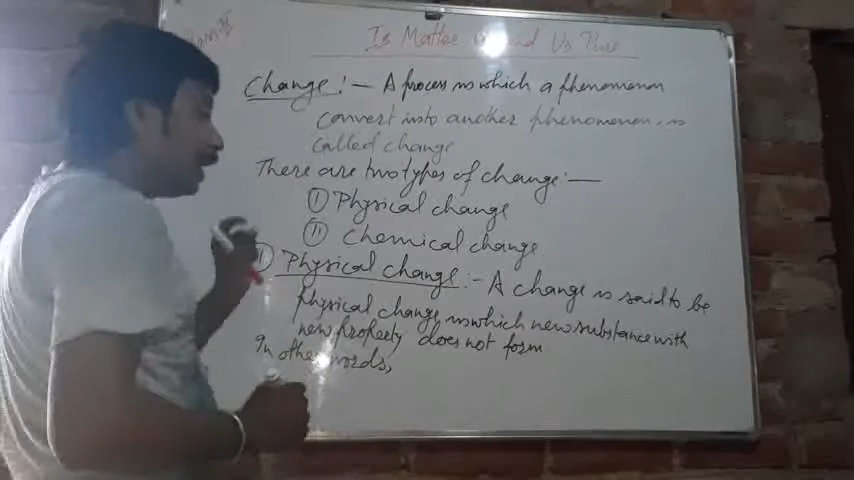 Is Matter Around Us Pure
Change :- A process in which a phenomenon
convert into another phenomenon is
called change
There are two types of change :-
(I) Physical change
(II) Chemical change
(I) Physical change :- A change is said to be
physical change in which new substance with
new property does not form
In other words,